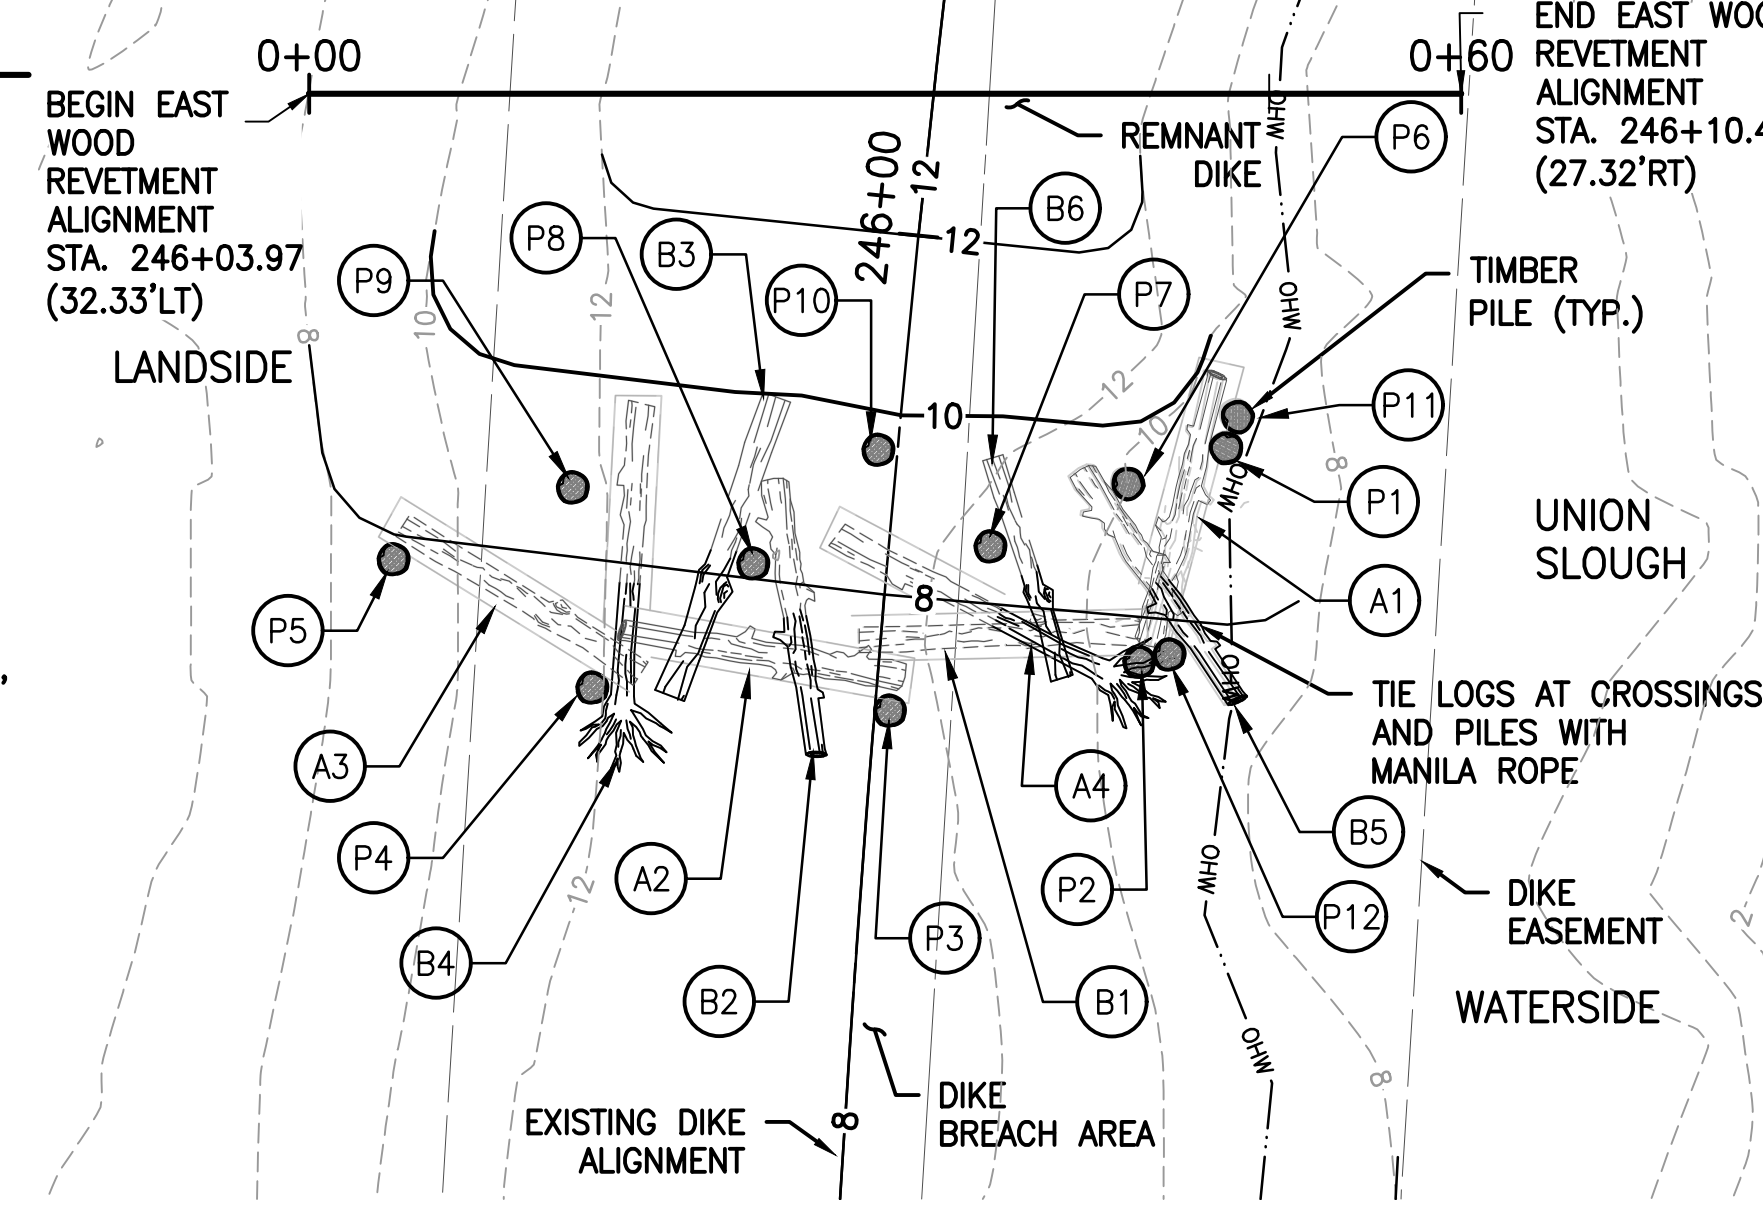 0+00
0+60
BEGIN EAST
WOOD
REVETMENT
ALIGNMENT
STA. 246+03.97
(32.33'LT)
END EAST
REVETMENT
ALIGNMENT
STA. 246+10.4
(27.32'RT)
REMNANT
DIKE
OHW
P6
12
246+00
B6
P8
B3
12
P9
P10
P7
TIMBER
PILE (TYP.)
OHW
12
10
8
LANDSIDE
12
10
10
P11
8
OHW
P1
UNION
SLOUGH
8
A1
P5
OHW
TIE LOGS AT CROSSINGS
AND PILES WITH
MANILA ROPE
A3
A4
B5
P4
A2
P2
OHW
12
DIKE
EASEMENT
P12
2
P3
B4
B2
B1
WATERSIDE
OHW
8
DIKE
BREACH AREA
EXISTING DIKE
ALIGNMENT
8